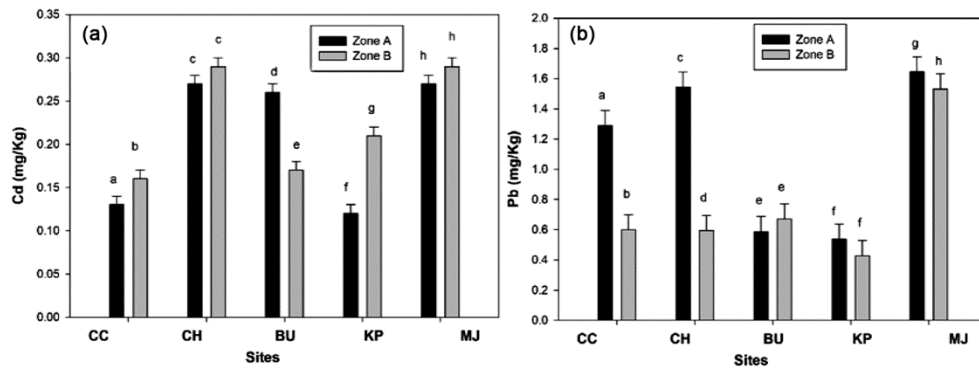 (a)
Zone A
Zone B
Cd (mg/Kg)
0.35
0.30
0.25
0.20
0.15
0.10
0.05
0.00
a
b
c
c
d
e
f
g
h
h
CC
CH
BU
KP
MJ
Sites
(b)
Zone A
Zone B
Pb (mg/Kg)
2.0
1.8
1.6
1.4
1.2
1.0
0.8
0.6
0.4
0.2
0.0
a
b
c
d
e
e
f
f
g
h
CC
CH
BU
KP
MJ
Sites